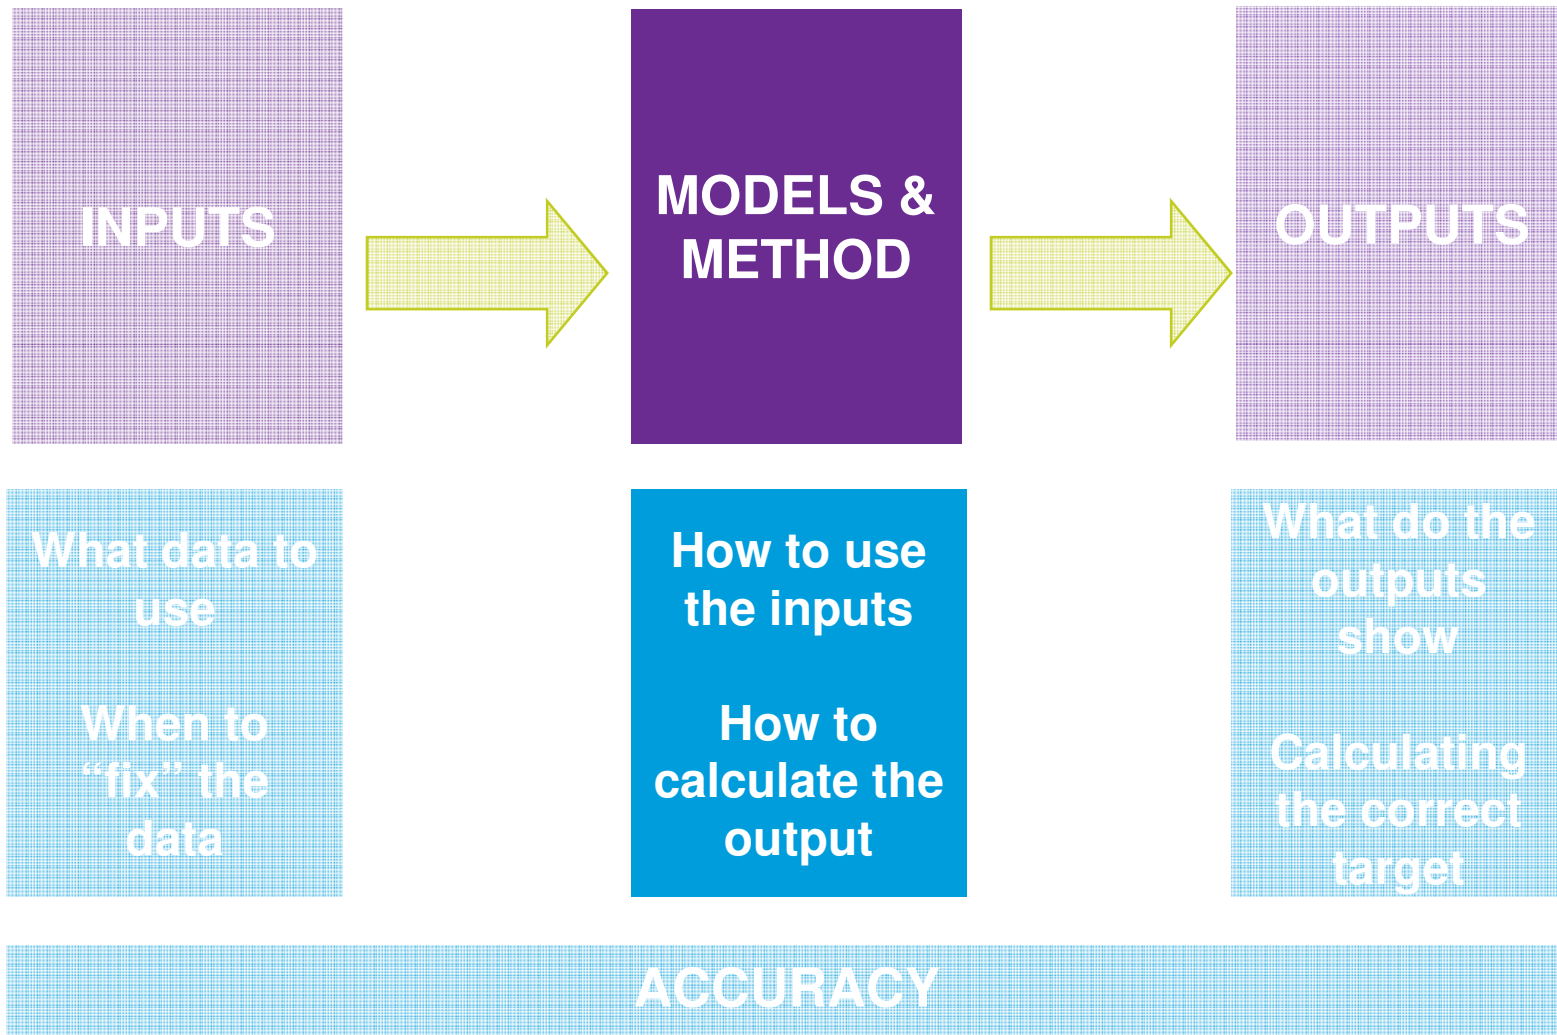 INPUTS
MODELS &
METHOD
OUTPUTS
What data to
use
When to
“fix” the
data
How to use
the inputs
How to
calculate the
output
What do the
outputs
show
Calculating
the correct
target
ACCURACY